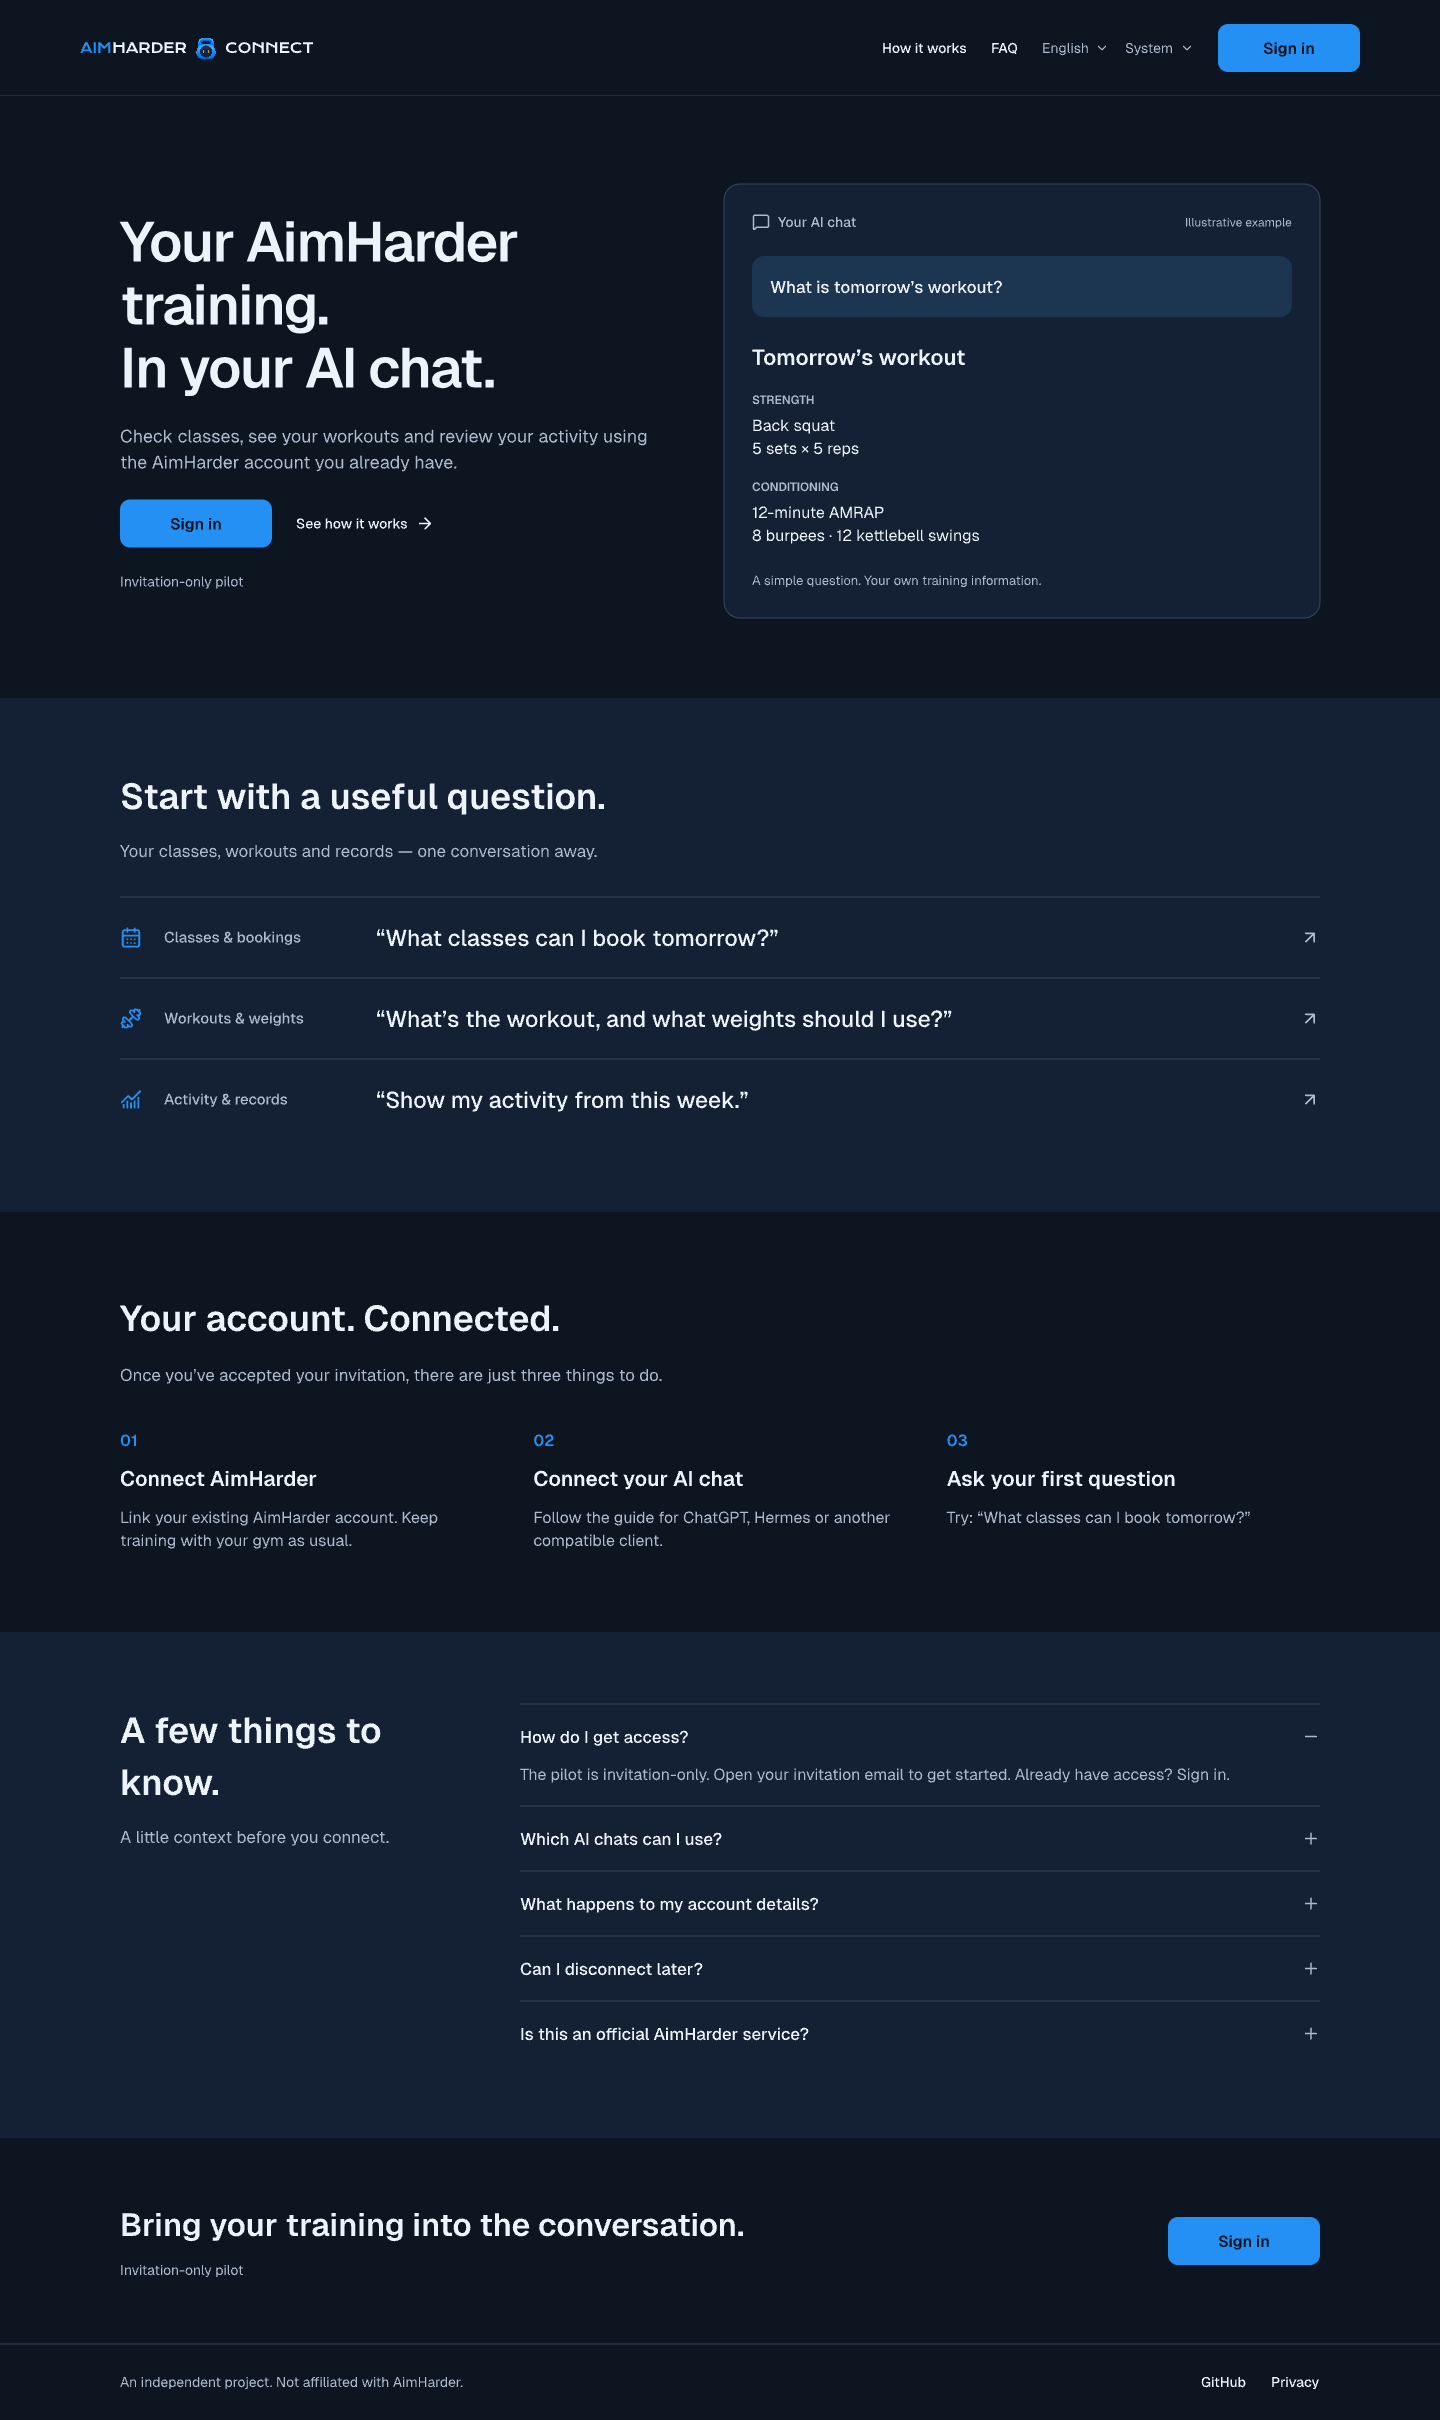 AIMHARDER CONNECT
How it works
FAQ
English
System
Sign in
Your AimHarder
training.
In your AI chat.
Check classes, see your workouts and review your activity using
the AimHarder account you already have.
Sign in
See how it works
Invitation-only pilot
Your AI chat
Illustrative example
What is tomorrow’s workout?
Tomorrow’s workout
STRENGTH
Back squat
5 sets × 5 reps
CONDITIONING
12-minute AMRAP
8 burpees · 12 kettlebell swings
A simple question. Your own training information.
Start with a useful question.
Your classes, workouts and records — one conversation away.
Classes & bookings
“What classes can I book tomorrow?”
Workouts & weights
“What’s the workout, and what weights should I use?”
Activity & records
“Show my activity from this week.”
Your account. Connected.
Once you’ve accepted your invitation, there are just three things to do.
01
Connect AimHarder
Link your existing AimHarder account. Keep
training with your gym as usual.
02
Connect your AI chat
Follow the guide for ChatGPT, Hermes or another
compatible client.
03
Ask your first question
Try: “What classes can I book tomorrow?”
A few things to
know.
A little context before you connect.
How do I get access?
The pilot is invitation-only. Open your invitation email to get started. Already have access? Sign in.
Which AI chats can I use?
What happens to my account details?
Can I disconnect later?
Is this an official AimHarder service?
Bring your training into the conversation.
Invitation-only pilot
Sign in
An independent project. Not affiliated with AimHarder.
GitHub
Privacy